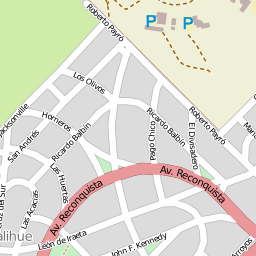 Roberto Payró
P
P
Los Olivos
Jacksonville
Horneros
Ricardo Balbín
Ricardo Balbín
Roberto Payró
El Divisadero
Pago Chico
San Andrés
Av. Reconquista
Av. Reconquista
Las Huertas
Las Acacias
León de Iraeta
John F. Kennedy
Arroyos